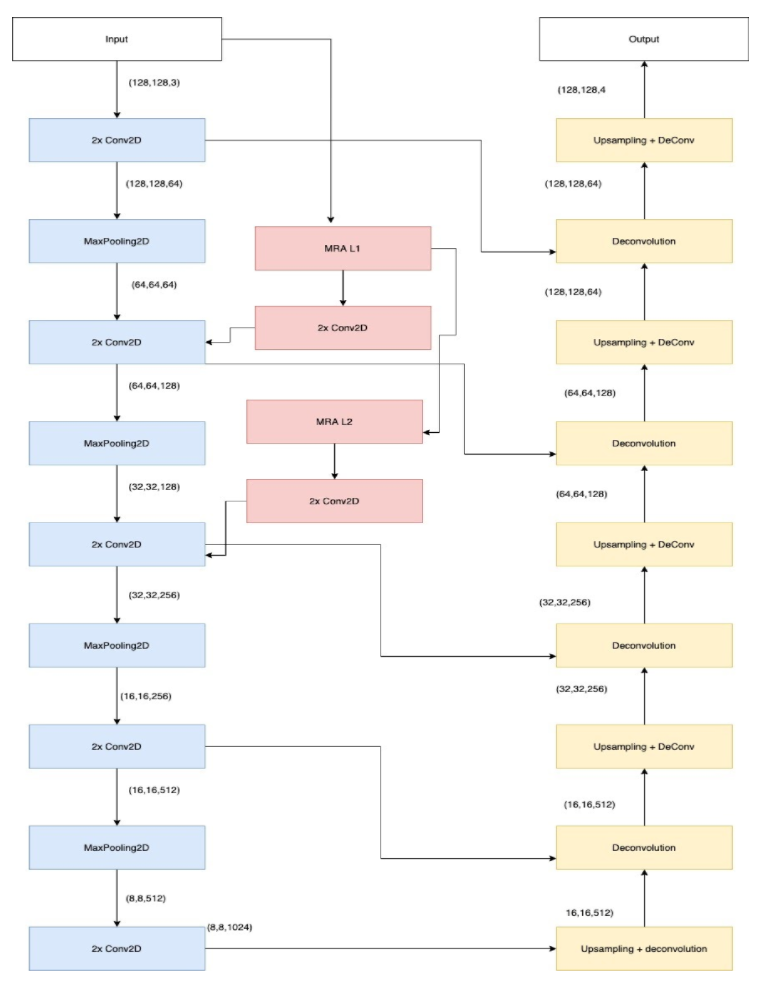 Input
(128,128,3)
2x Conv2D
(128,128,64)
MaxPooling2D
(64,64,64)
2x Conv2D
(64,64,128)
MaxPooling2D
(32,32,128)
2x Conv2D
(32,32,256)
MaxPooling2D
(16,16,256)
2x Conv2D
(16,16,512)
MaxPooling2D
(8,8,512)
2x Conv2D
(8,8,1024)
MRA L1
2x Conv2D
MRA L2
2x Conv2D
Output
(128,128,4
Upsampling + DeConv
(128,128,64)
Deconvolution
(128,128,64)
Upsampling + DeConv
(64,64,128)
Deconvolution
(64,64,128)
Upsampling + DeConv
(32,32,256)
Deconvolution
(32,32,256)
Upsampling + DeConv
(16,16,512)
Deconvolution
16,16,512)
Upsampling + deconvolution